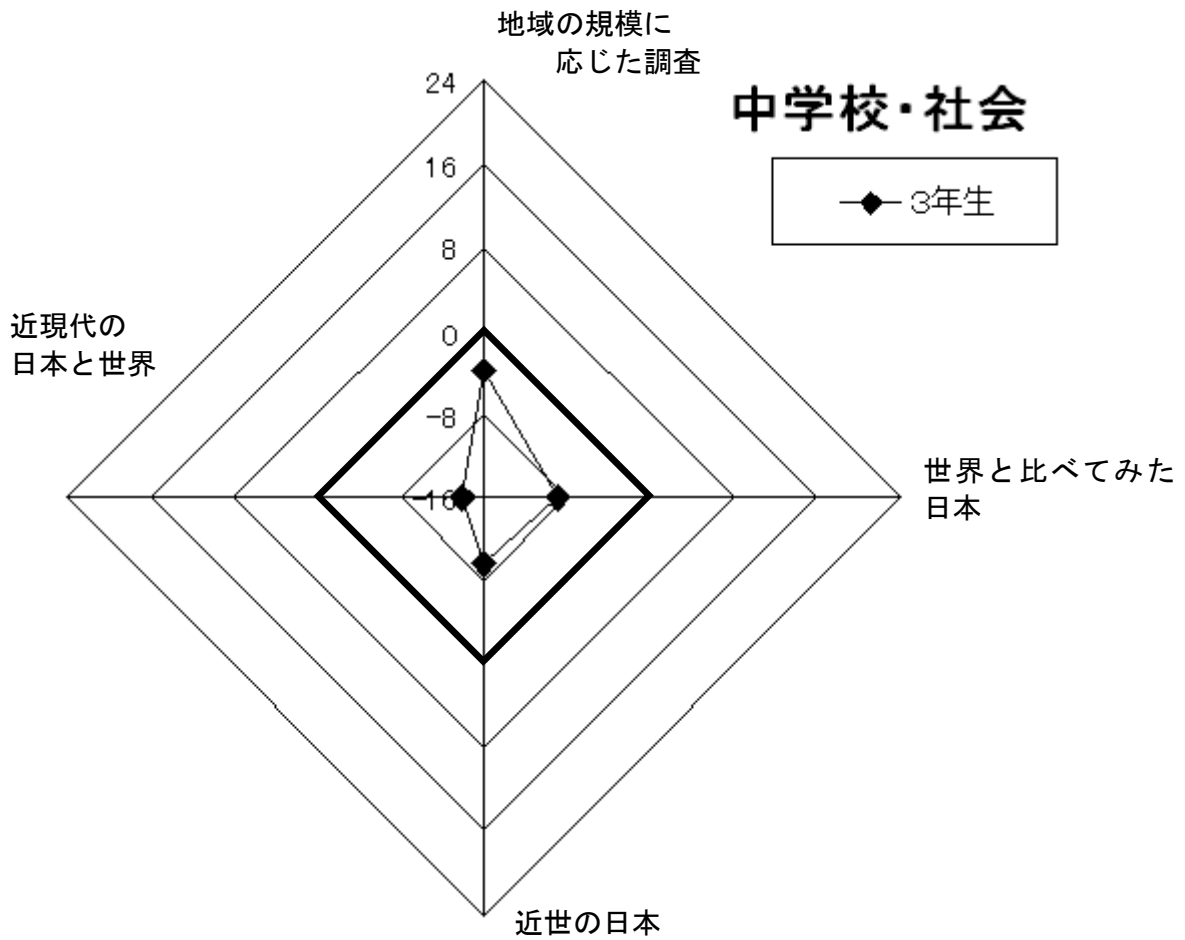 地域の規模に
応じた調査
中学校・社会
3年生
24
16
8
0
-8
-16
近現代の
日本と世界
世界と比べてみた
日本
近世の日本